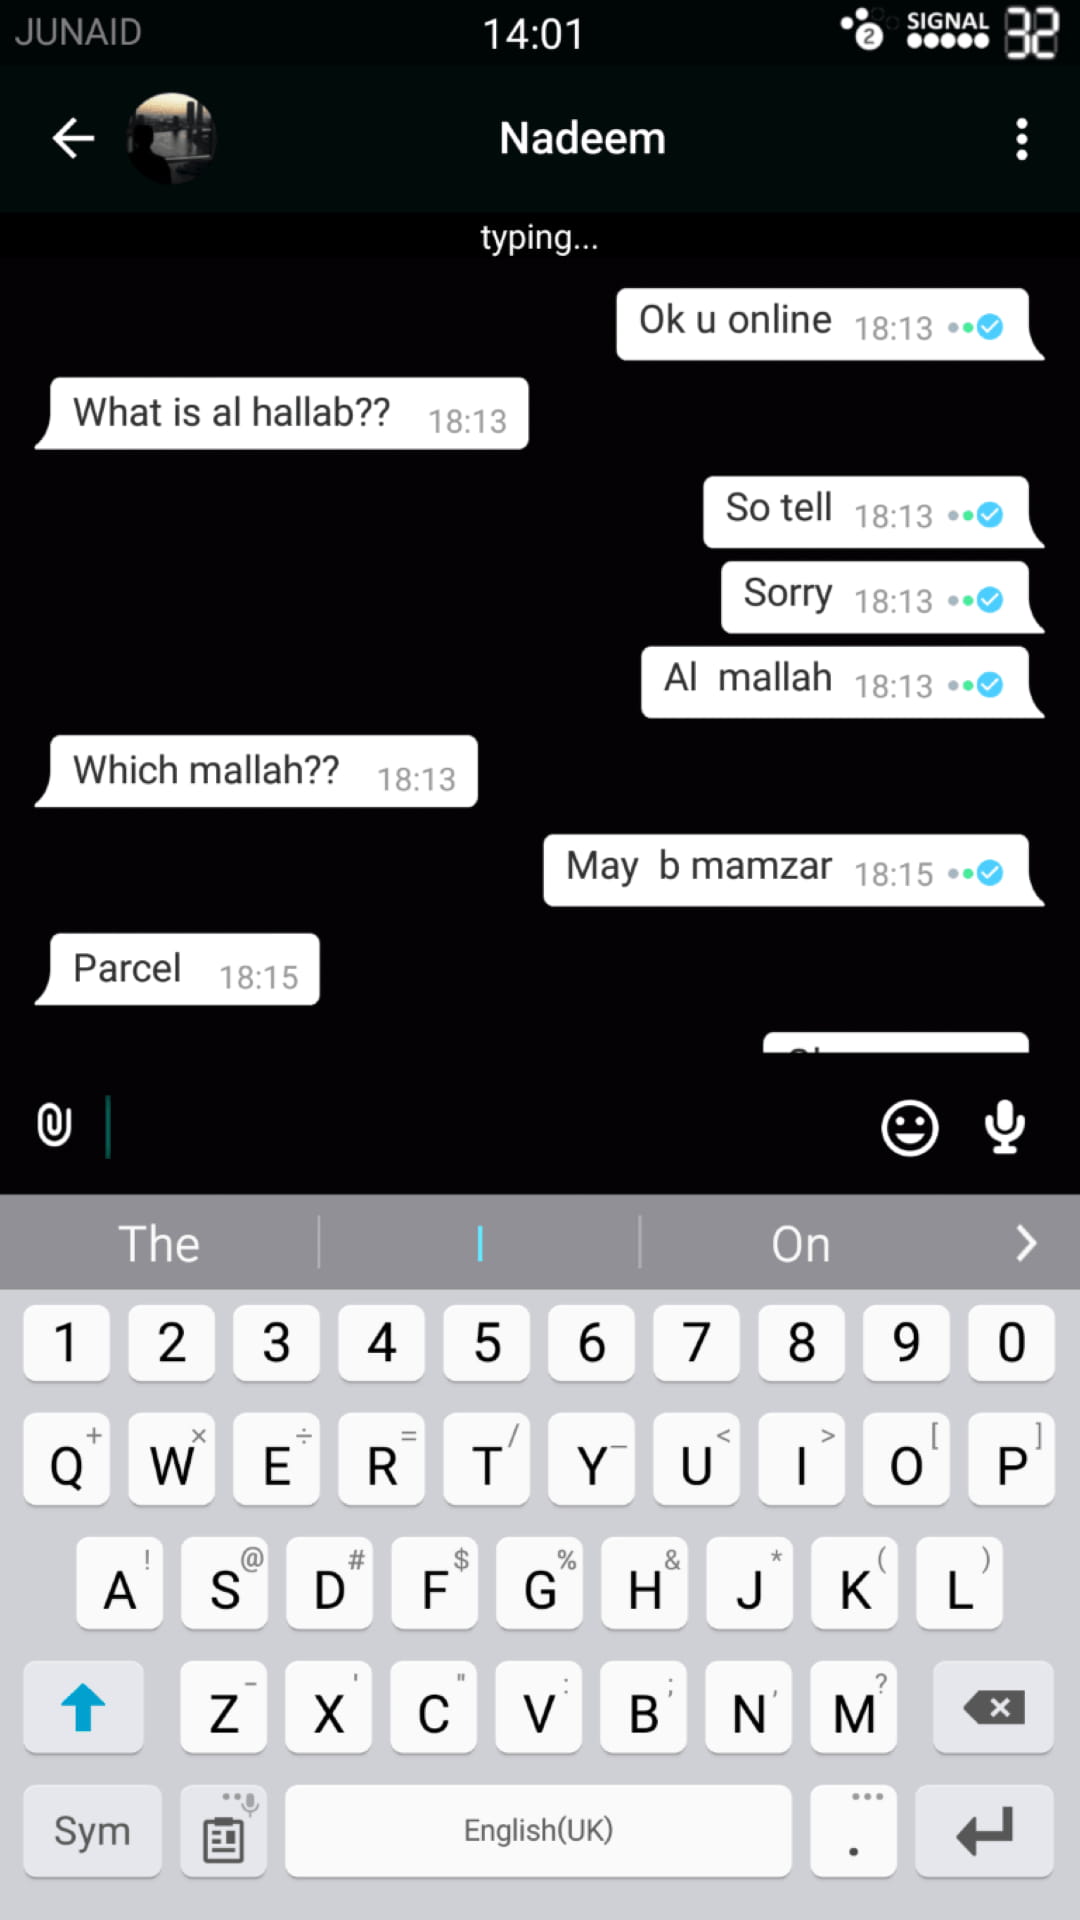 JUNAID 14:01 2 SIGNAL 32
Nadeem
typing...
Ok u online 18:13
What is al hallab?? 18:13
So tell 18:13
Sorry 18:13
Al mallah 18:13
Which mallah?? 18:13
May b mamzar 18:15
Parcel 18:15
The I On
1 2 3 4 5 6 7 8 9 0
Q + W × E ÷ R = T / Y _ U < I > O [ P ]
A ! S @ D # F $ G % H & J * K ( L )
Z - X ' C " V : B ; N , M ?
Sym English(UK) .